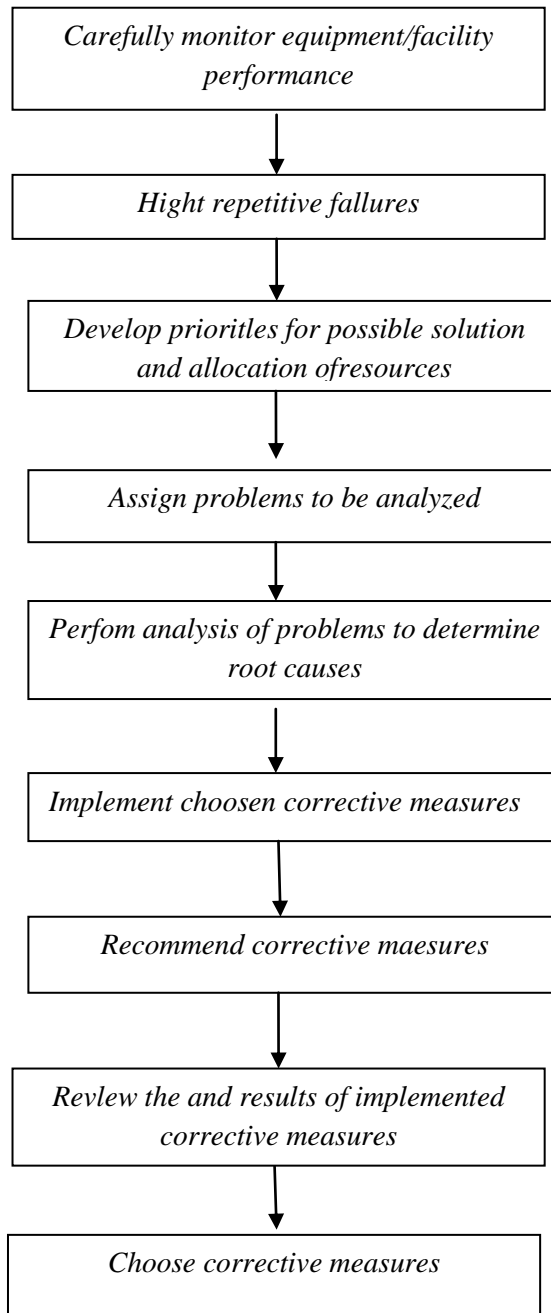 Carefully monitor equipment/facility
performance
Hight repetitive fallures
Develop prioritles for possible solution
and allocation ofresources
Assign problems to be analyzed
Perfom analysis of problems to determine
root causes
Implement choosen corrective measures
Recommend corrective maesures
Revlew the and results of implemented
corrective measures
Choose corrective measures